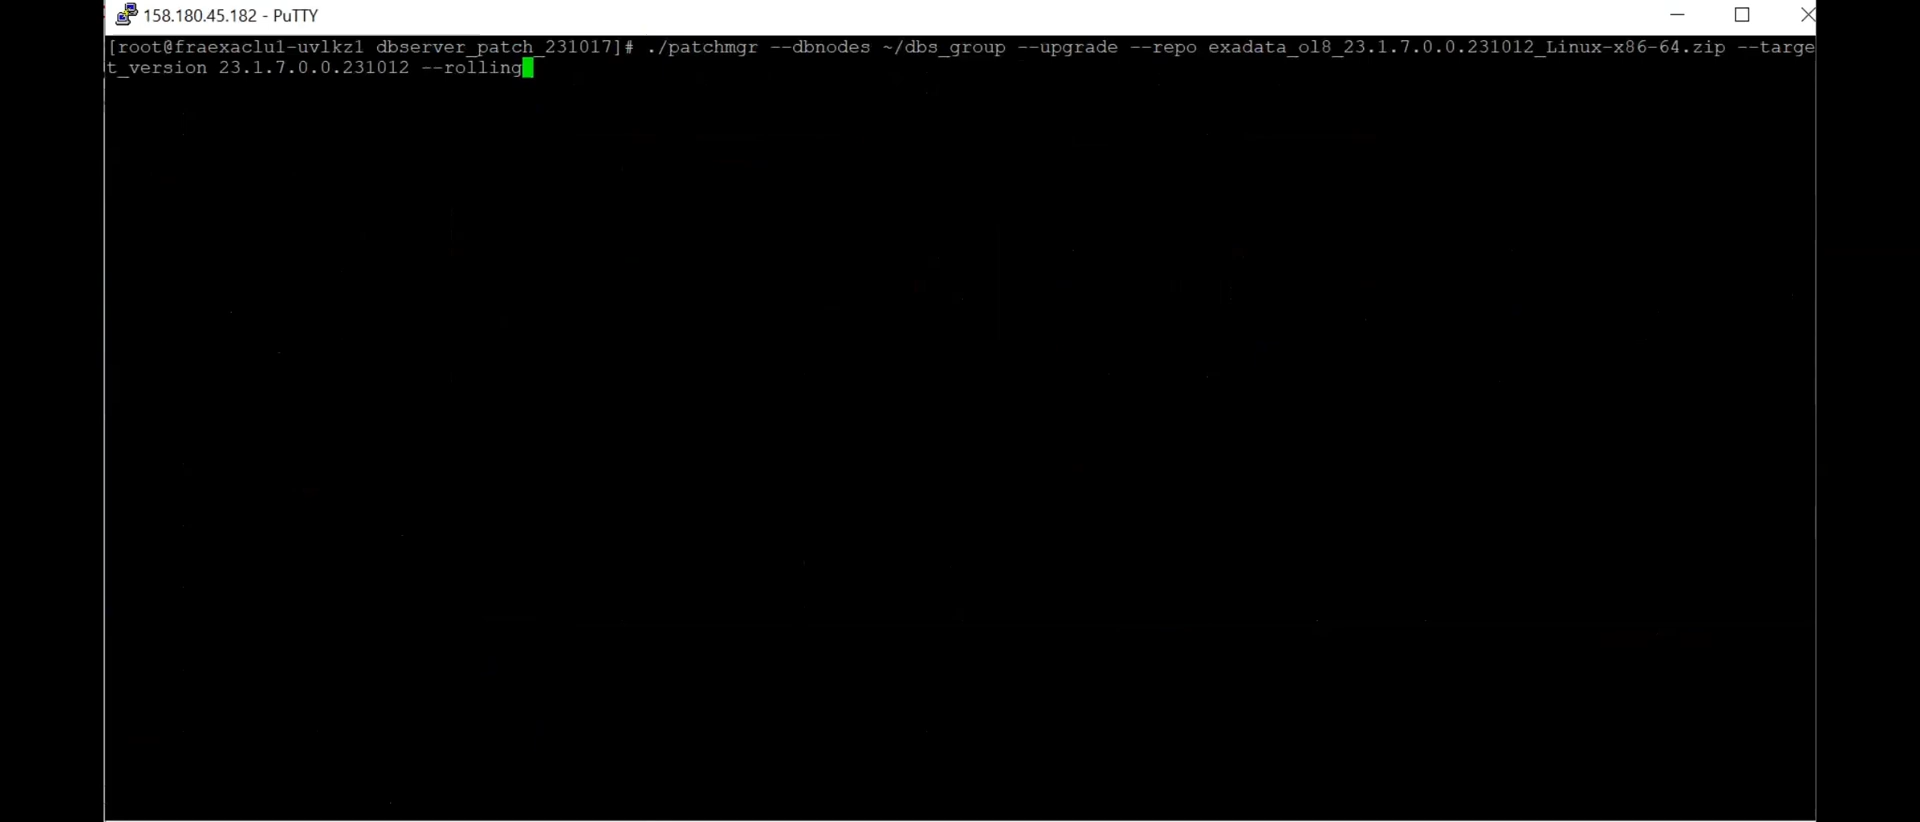 158.180.45.182 - PuTTY
[root@fraexaclu1-uvlkz1 dbserver_patch_231017]# ./patchmgr --dbnodes ~/dbs_group --upgrade --repo exadata_ol8_23.1.7.0.0.231012_Linux-x86-64.zip --targe
t_version 23.1.7.0.0.231012 --rolling